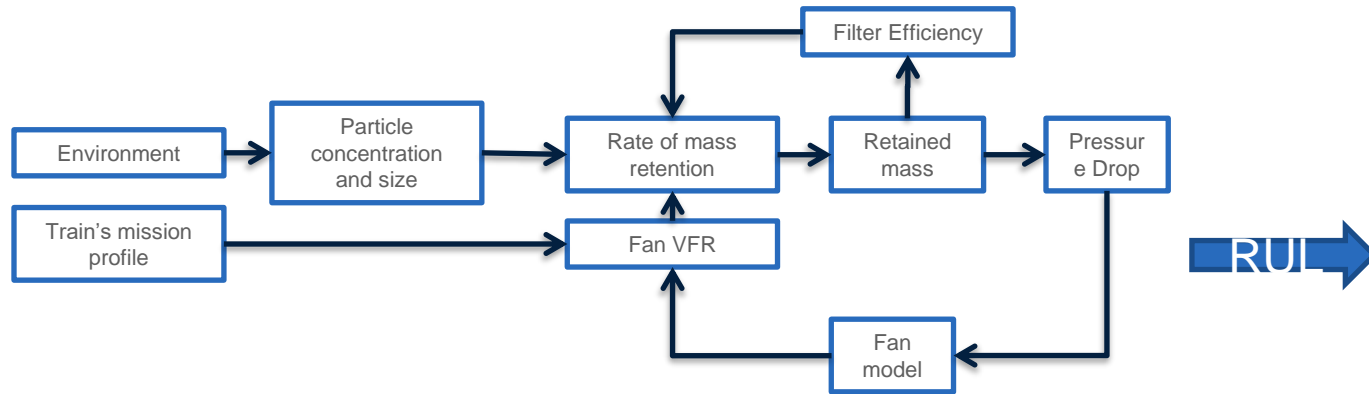 Filter Efficiency
Environment
Particle
concentration
and size
Rate of mass
retention
Retained
mass
Pressur
e Drop
Train's mission
profile
Fan VFR
RUL
Fan
model